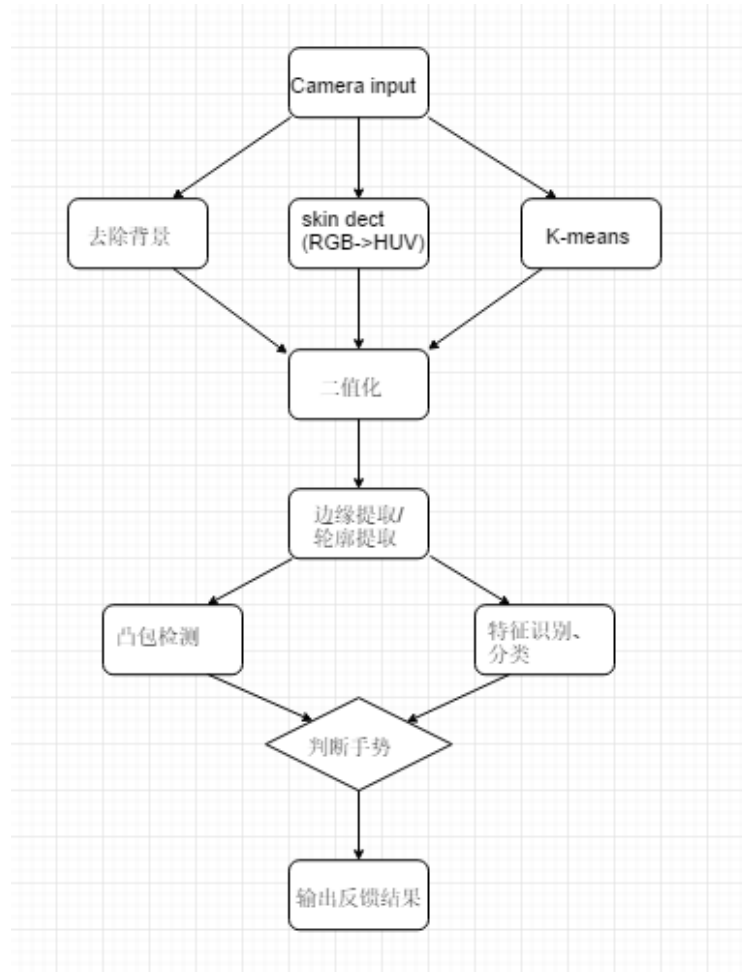 Camera input
去除背景
skin dect
(RGB->HUV)
K-means
二值化
边缘提取/
轮廓提取
凸包检测
特征识别、
分类
判断手势
输出反馈结果